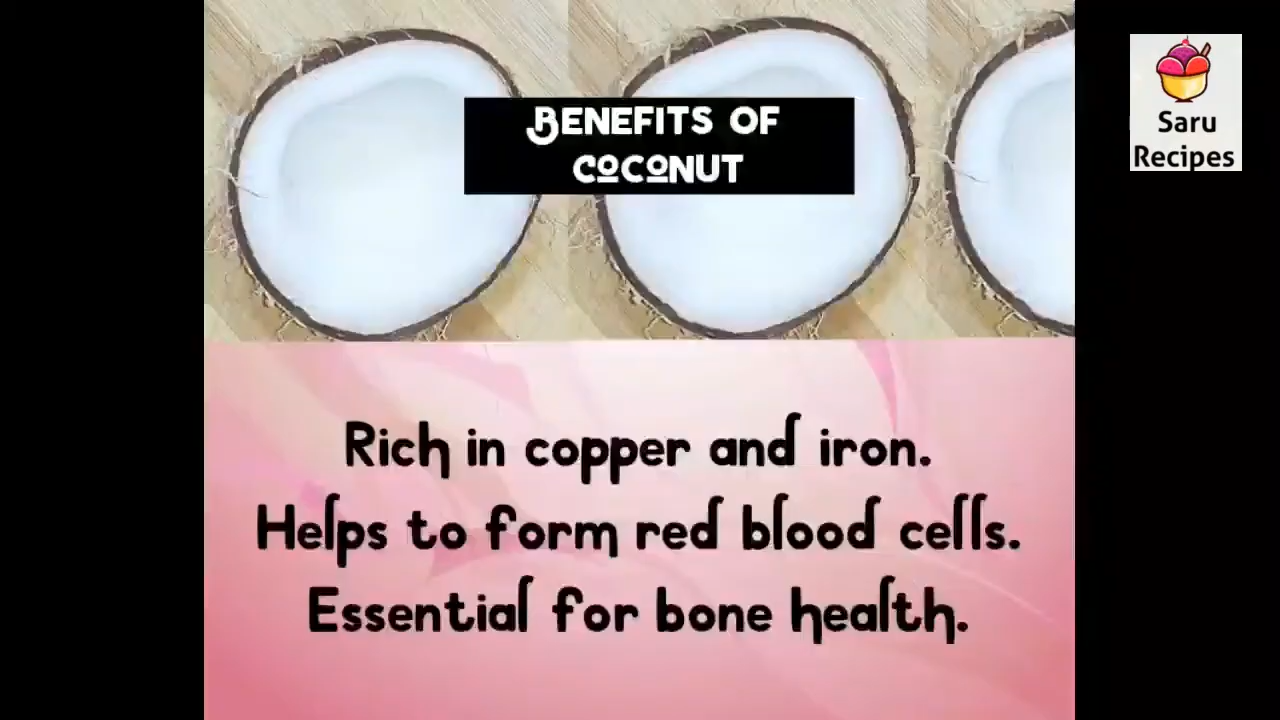 Benefits of
coconut
Saru
Recipes
Rich in copper and iron.
Helps to form red blood cells.
Essential for bone health.